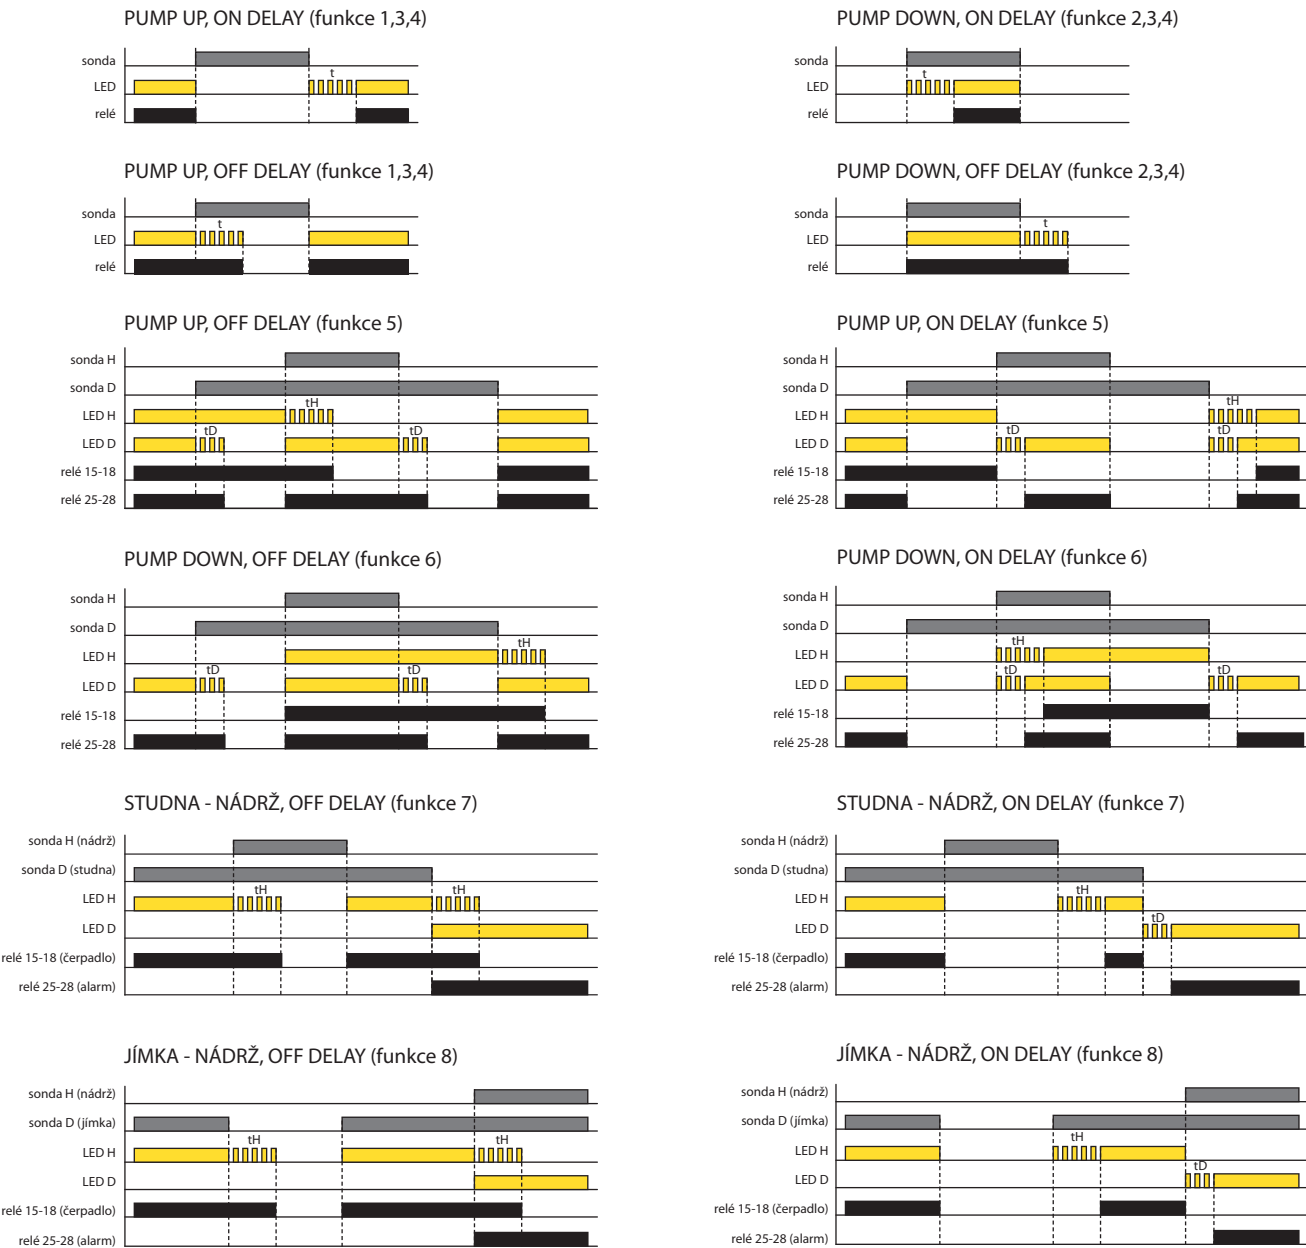 PUMP UP, ON DELAY (funkce 1,3,4)
sonda
t
LED
relé
PUMP DOWN, ON DELAY (funkce 2,3,4)
sonda
t
LED
relé
PUMP UP, OFF DELAY (funkce 1,3,4)
sonda
t
LED
relé
PUMP DOWN, OFF DELAY (funkce 2,3,4)
sonda
t
LED
relé
PUMP UP, OFF DELAY (funkce 5)
sonda H
sonda D
tH
LED H
tD tD
LED D
relé 15-18
relé 25-28
PUMP UP, ON DELAY (funkce 5)
sonda H
sonda D
tH
LED H
tD tD
LED D
relé 15-18
relé 25-28
PUMP DOWN, OFF DELAY (funkce 6)
sonda H
sonda D
tH
LED H
tD tD
LED D
relé 15-18
relé 25-28
PUMP DOWN, ON DELAY (funkce 6)
sonda H
sonda D
tH
LED H
tD tD
LED D
relé 15-18
relé 25-28
STUDNA - NÁDRŽ, OFF DELAY (funkce 7)
sonda H (nádrž)
sonda D (studna)
tH tH
LED H
LED D
relé 15-18 (čerpadlo)
relé 25-28 (alarm)
STUDNA - NÁDRŽ, ON DELAY (funkce 7)
sonda H (nádrž)
sonda D (studna)
tH
LED H
tD
LED D
relé 15-18 (čerpadlo)
relé 25-28 (alarm)
JÍMKA - NÁDRŽ, OFF DELAY (funkce 8)
sonda H (nádrž)
sonda D (jímka)
tH tH
LED H
LED D
relé 15-18 (čerpadlo)
relé 25-28 (alarm)
JÍMKA - NÁDRŽ, ON DELAY (funkce 8)
sonda H (nádrž)
sonda D (jímka)
tH
LED H
tD
LED D
relé 15-18 (čerpadlo)
relé 25-28 (alarm)